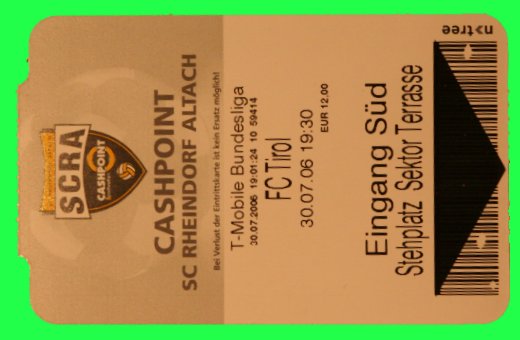 SCRA
CASHPOINT
CASHPOINT
SC RHEINDORF ALTACH
Bei Verlust der Eintrittskarte ist kein Ersatz möglich!
T-Mobile Bundesliga
30.07.2006 19:01:24 10 59414
FC Tirol
30.07.06 19:30
EUR 12,00
Eingang Süd
Stehplatz Sektor Terrasse
n>tree